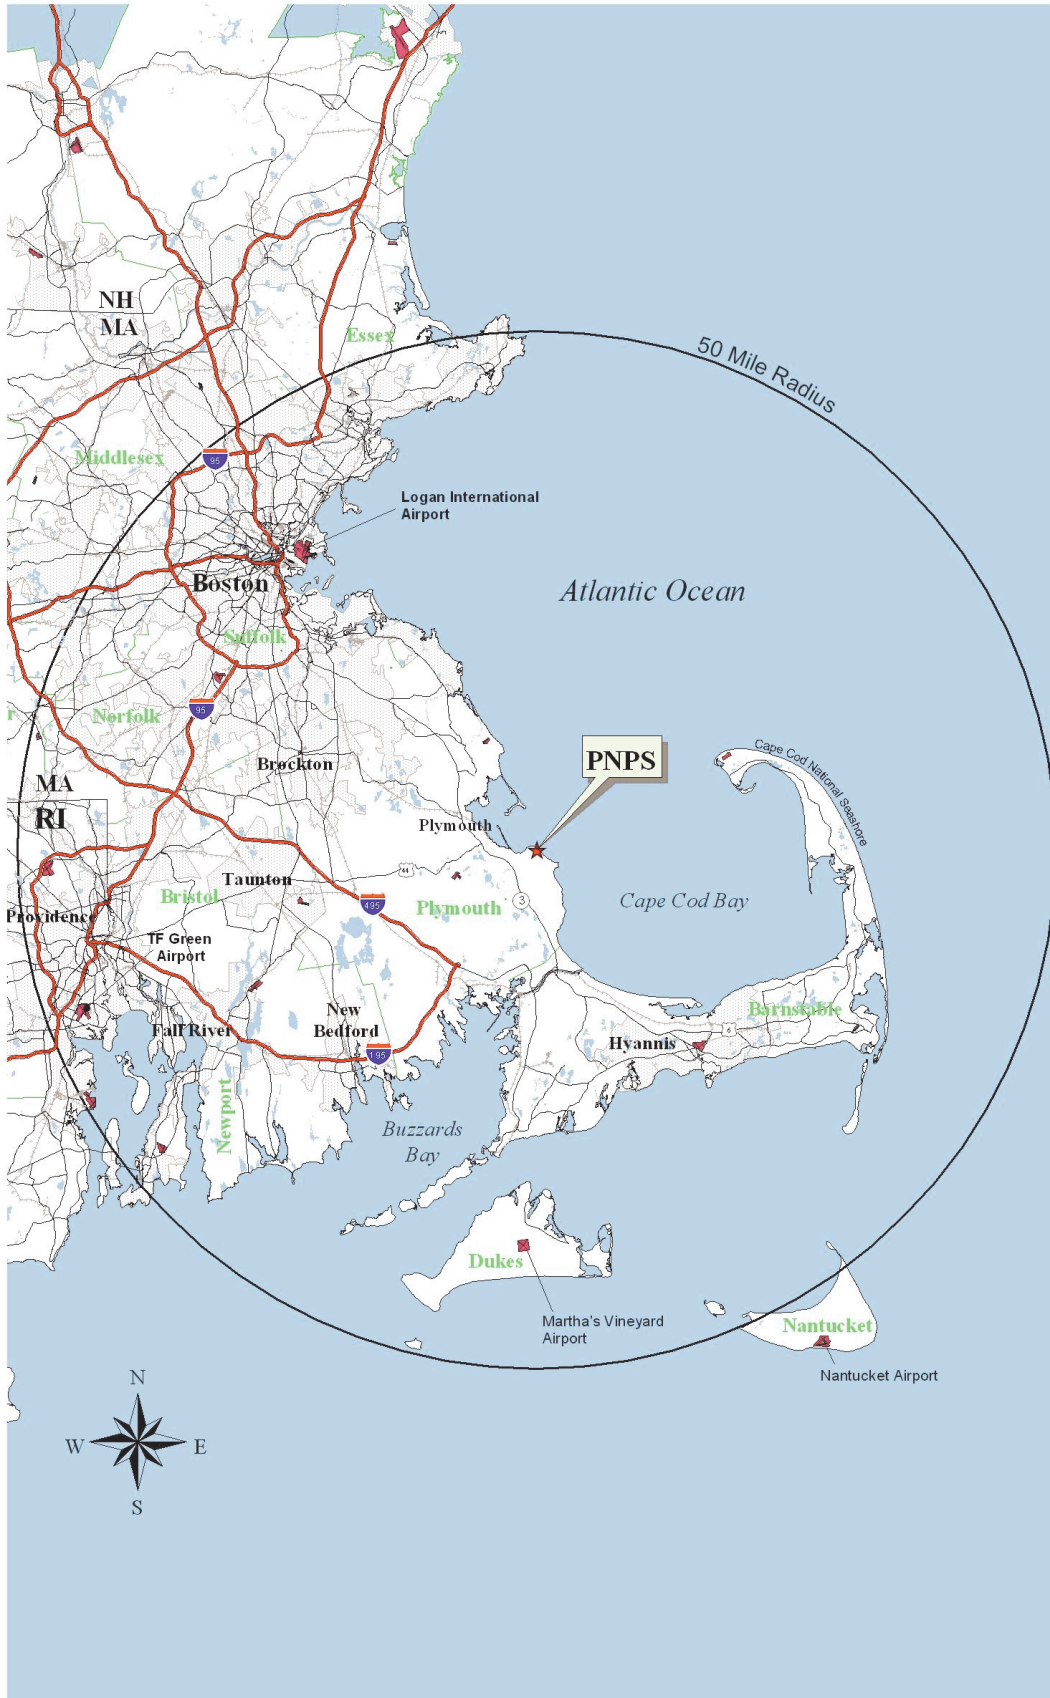 NH
MA
Essex
50 Mile Radius
Middlesex
95
Logan International
Airport
Boston
Atlantic Ocean
Suffolk
95
Norfolk
r
Brockton
PNPS
Cape Cod National Seashore
MA
RI
Plymouth
44
Taunton
Bristol
495
Plymouth
3
Cape Cod Bay
Providence
TF Green
Airport
New
Bedford
Fall River
195
Hyannis
6
Barnstable
Newport
Buzzards
Bay
Dukes
Martha's Vineyard
Airport
Nantucket
Nantucket Airport
N
W
E
S